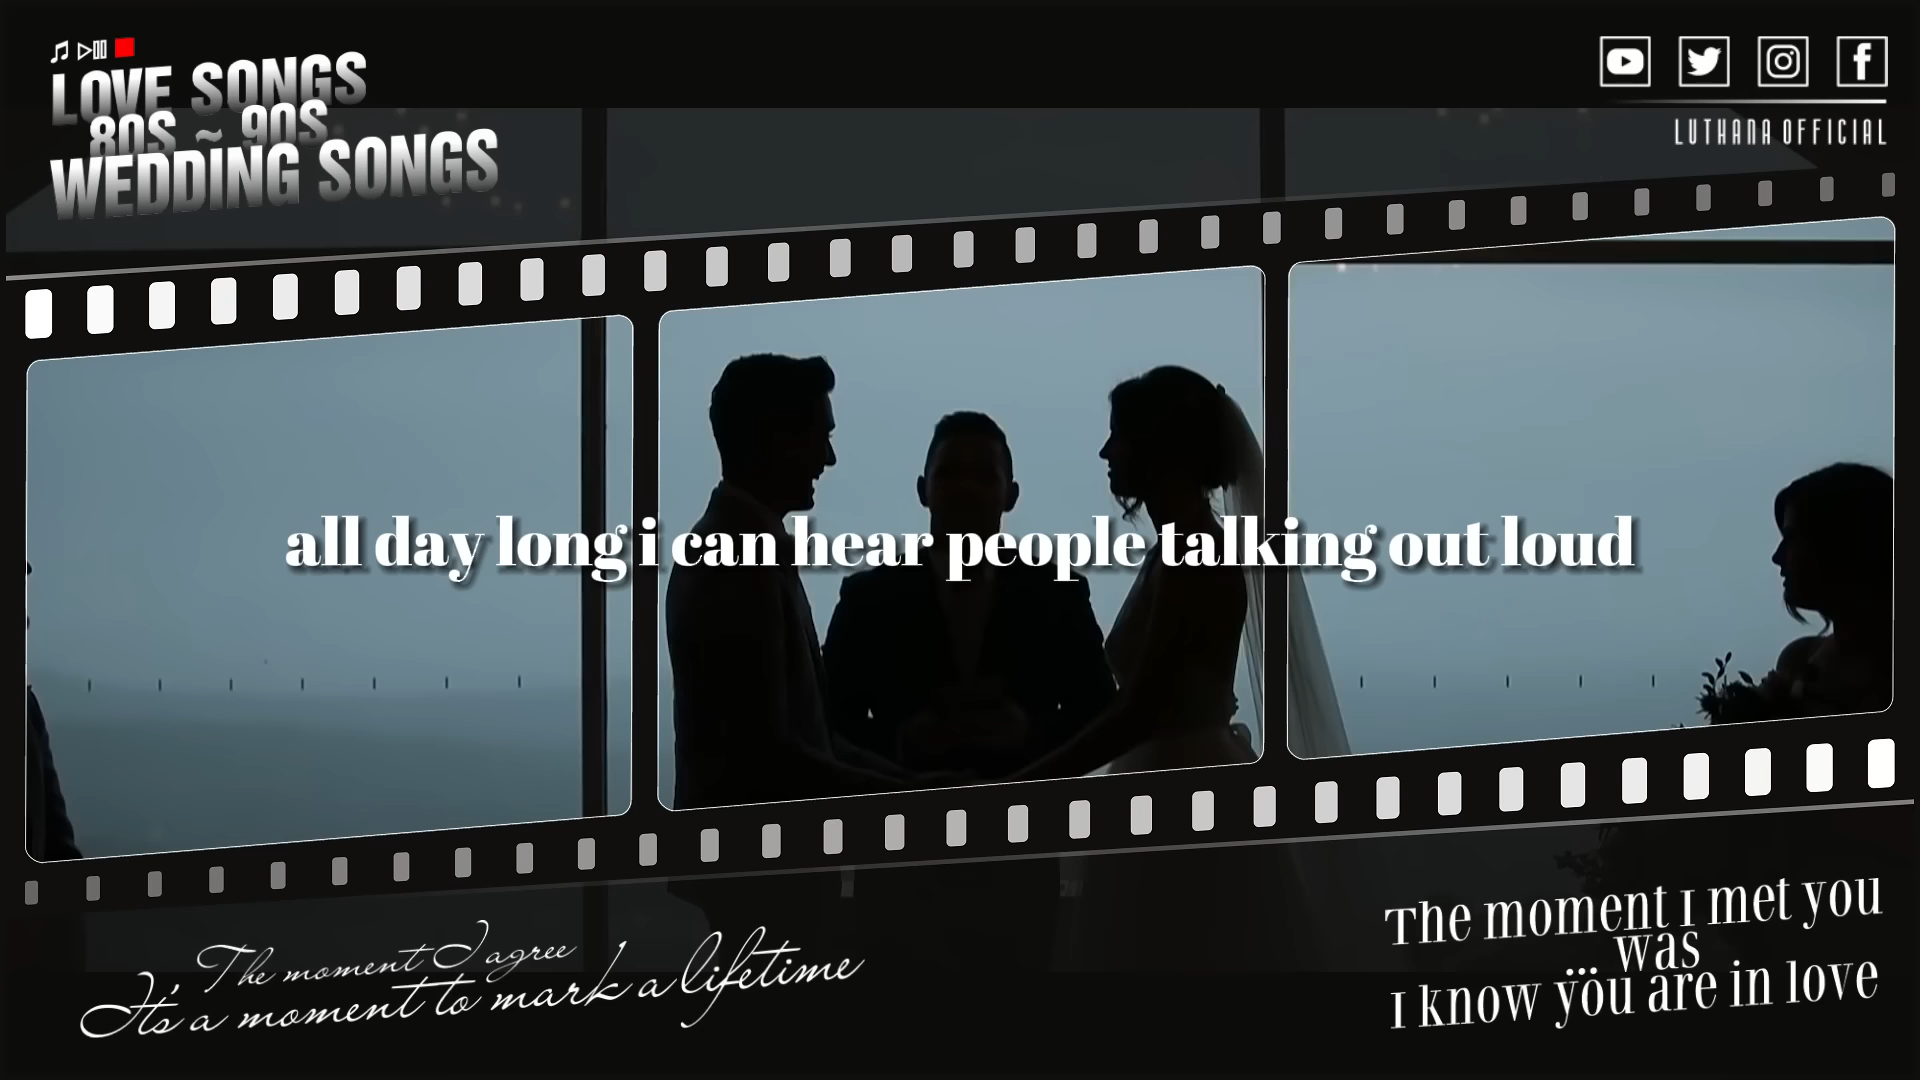 LOVE SONGS
80S ~ 90S
WEDDING SONGS
LUTHANA OFFICIAL
all day long i can hear people talking out loud
The moment I agree
It's a moment to mark a lifetime
The moment I met you
was
I know yöu are in love